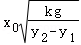 x₀√(kg / (y₂-y₁))